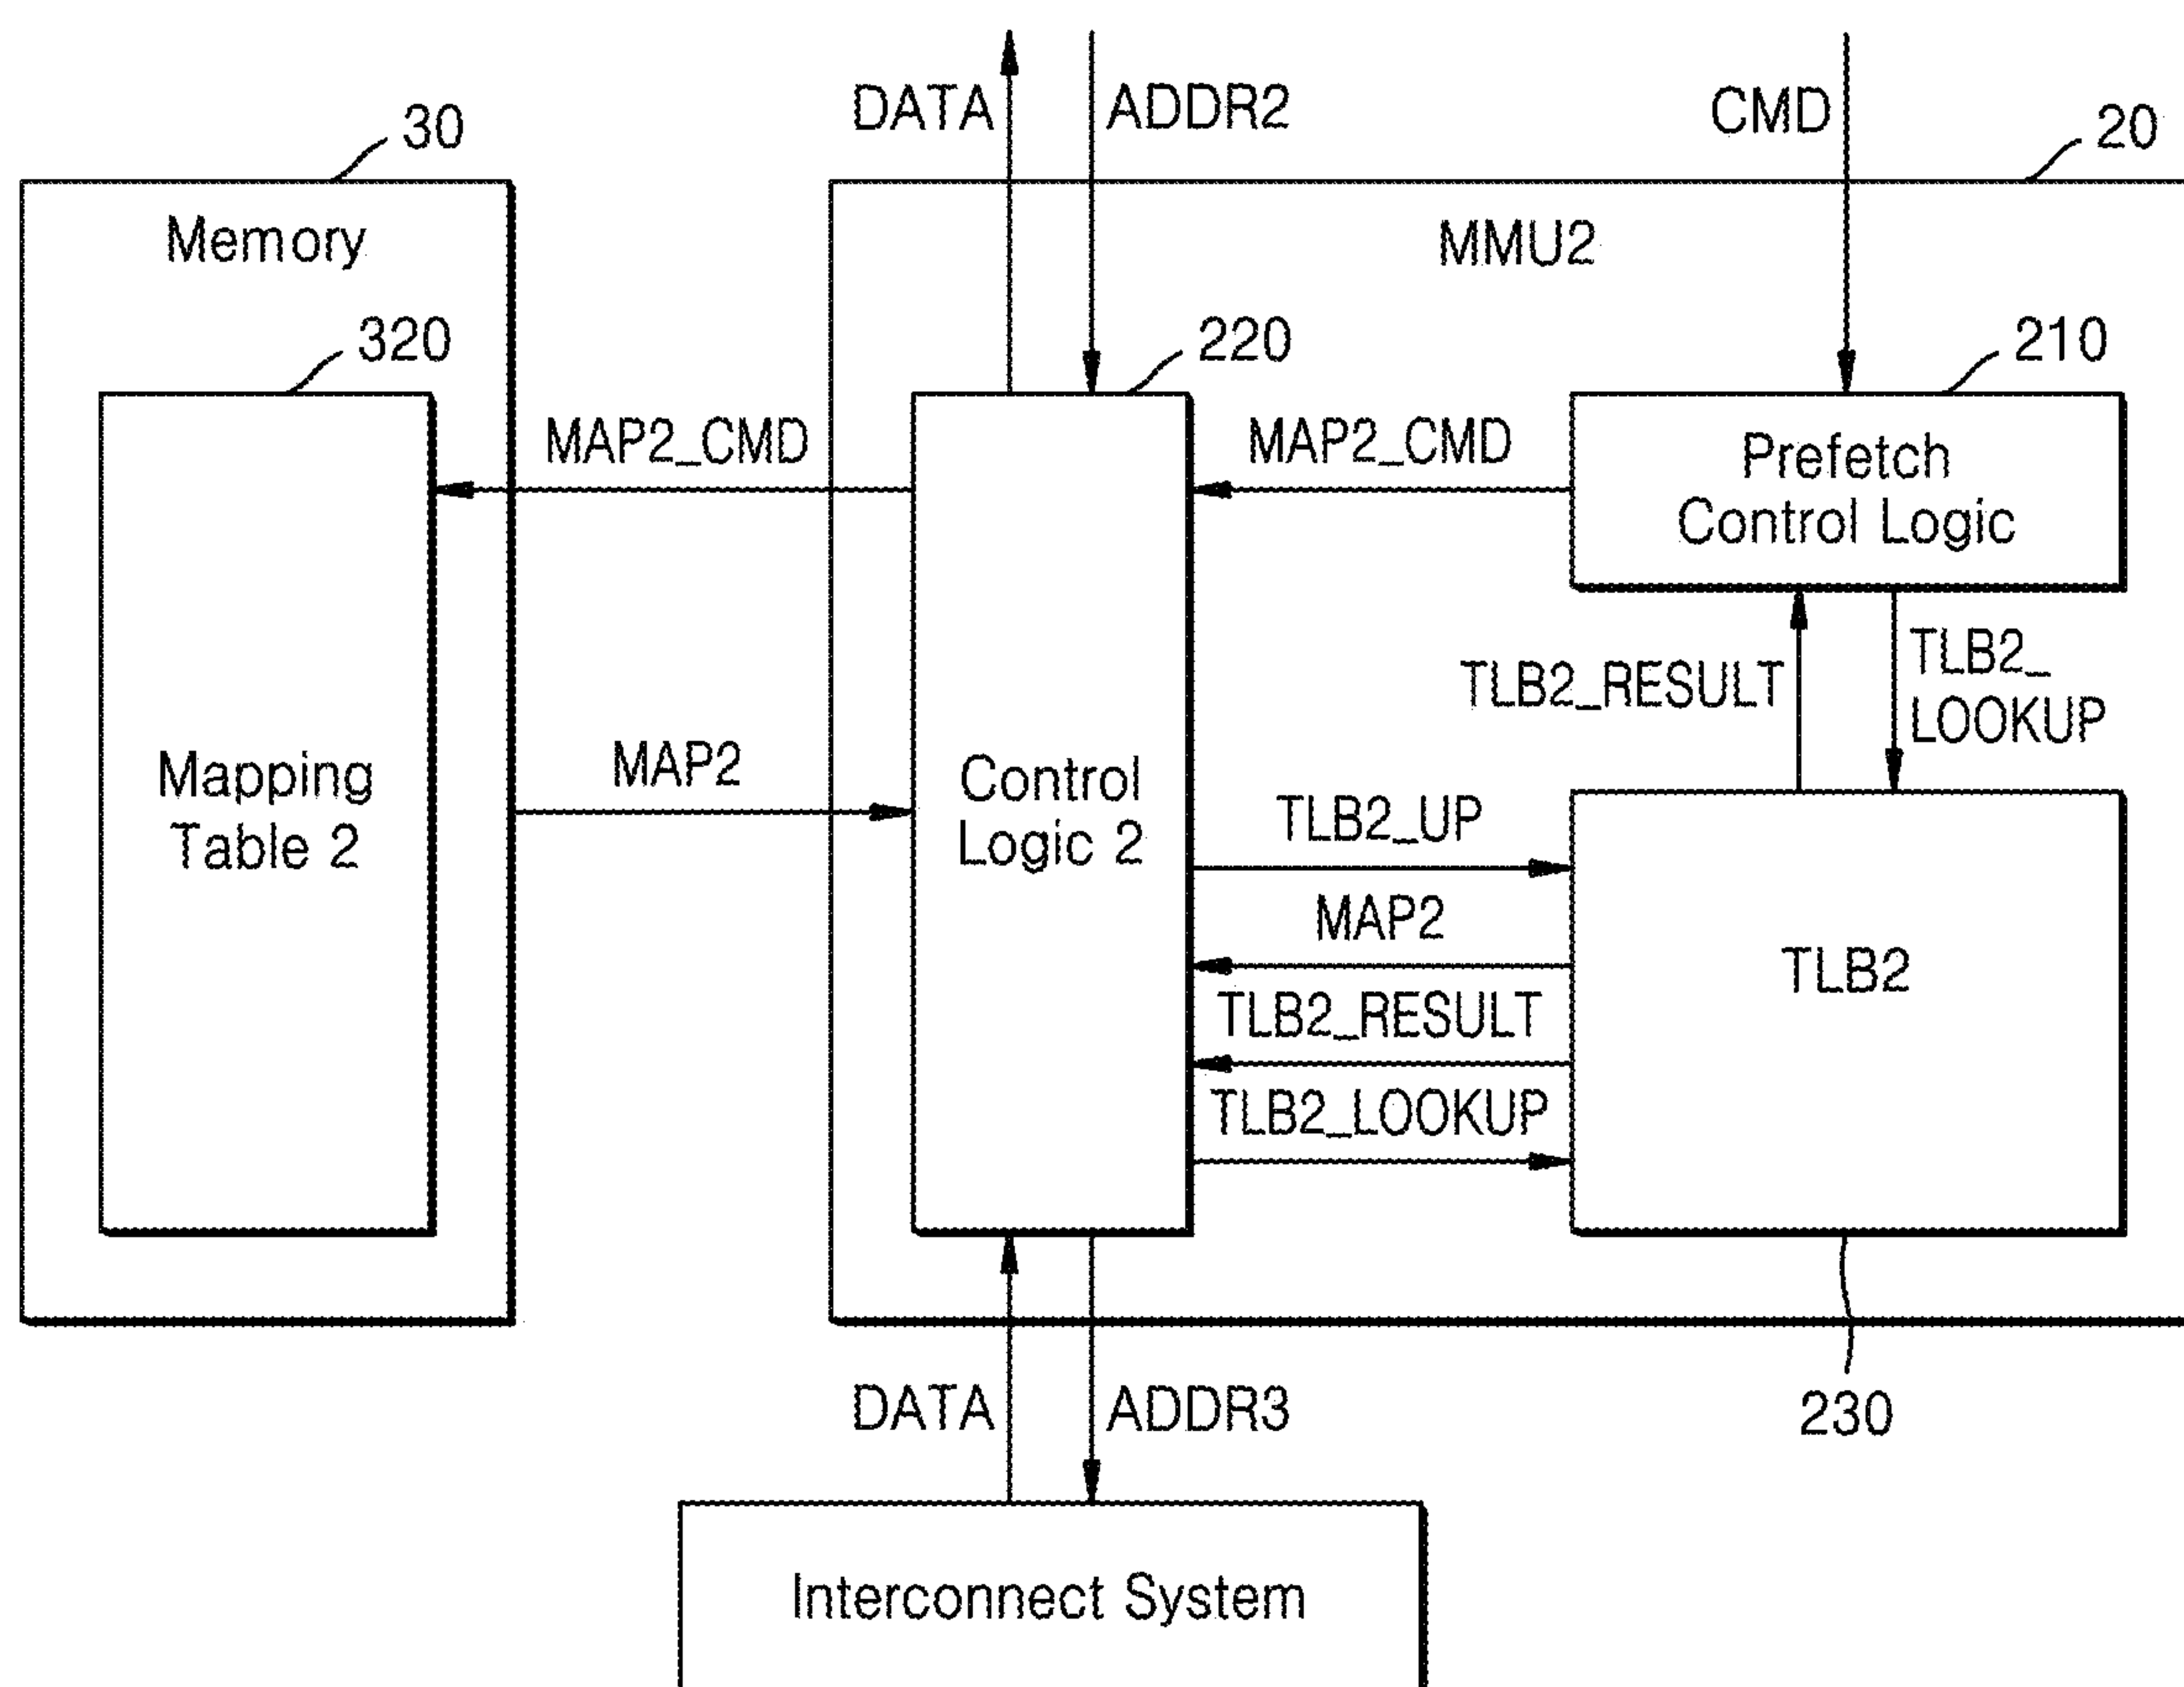 DATA
ADDR2
CMD
30
20
Memory
MMU2
320
220
210
MAP2_CMD
MAP2_CMD
Prefetch
Control Logic
TLB2_RESULT
TLB2_
LOOKUP
Mapping
Table 2
MAP2
Control
Logic 2
TLB2_UP
MAP2
TLB2
TLB2_RESULT
TLB2_LOOKUP
DATA
ADDR3
230
Interconnect System